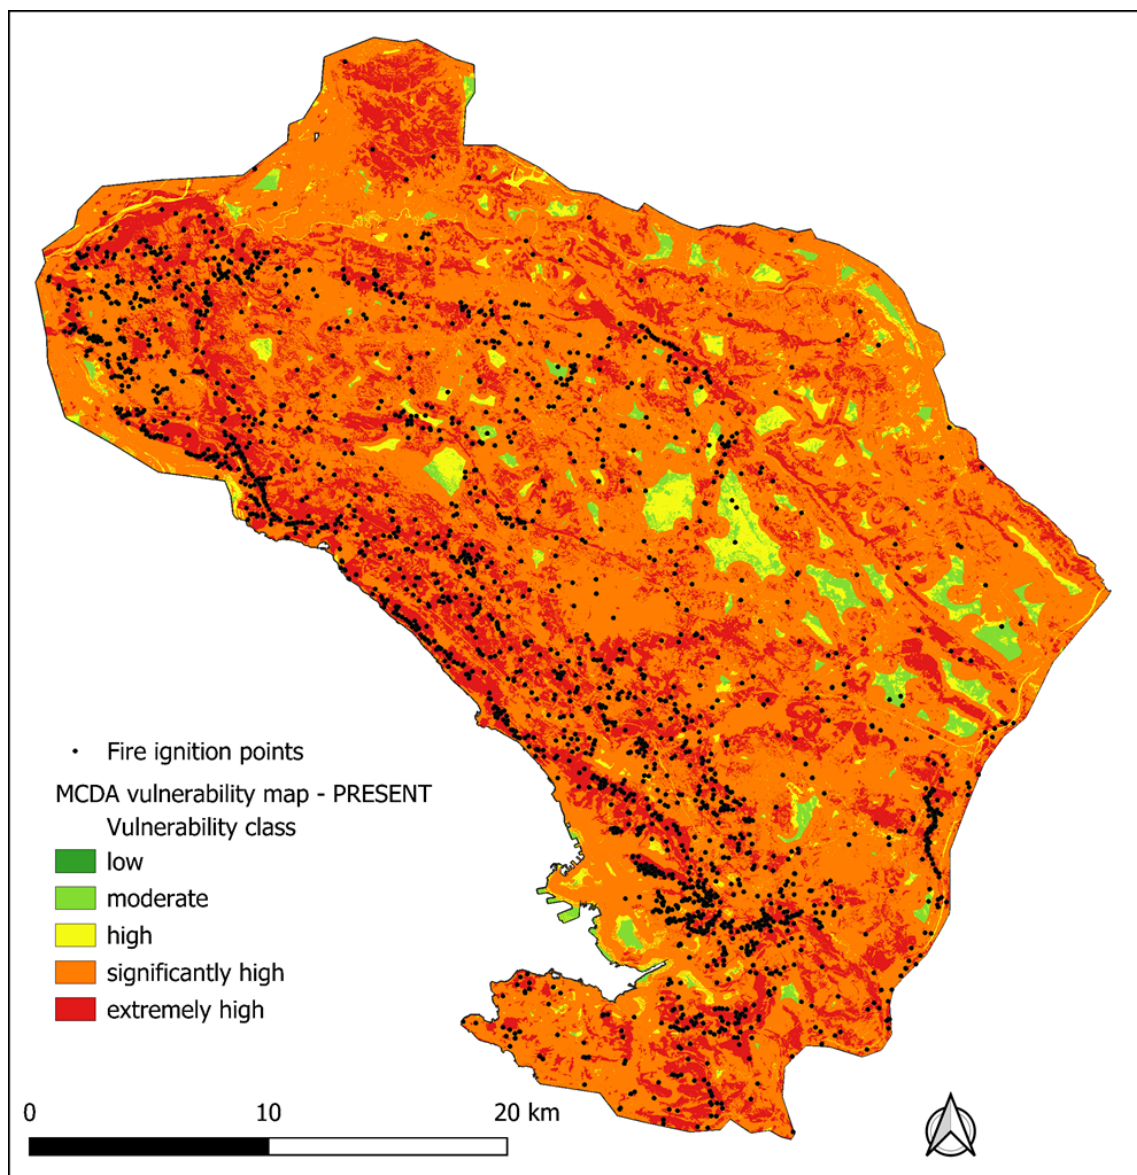 Fire ignition points
MCDA vulnerability map - PRESENT
Vulnerability class
low
moderate
high
significantly high
extremely high
0 10 20 km